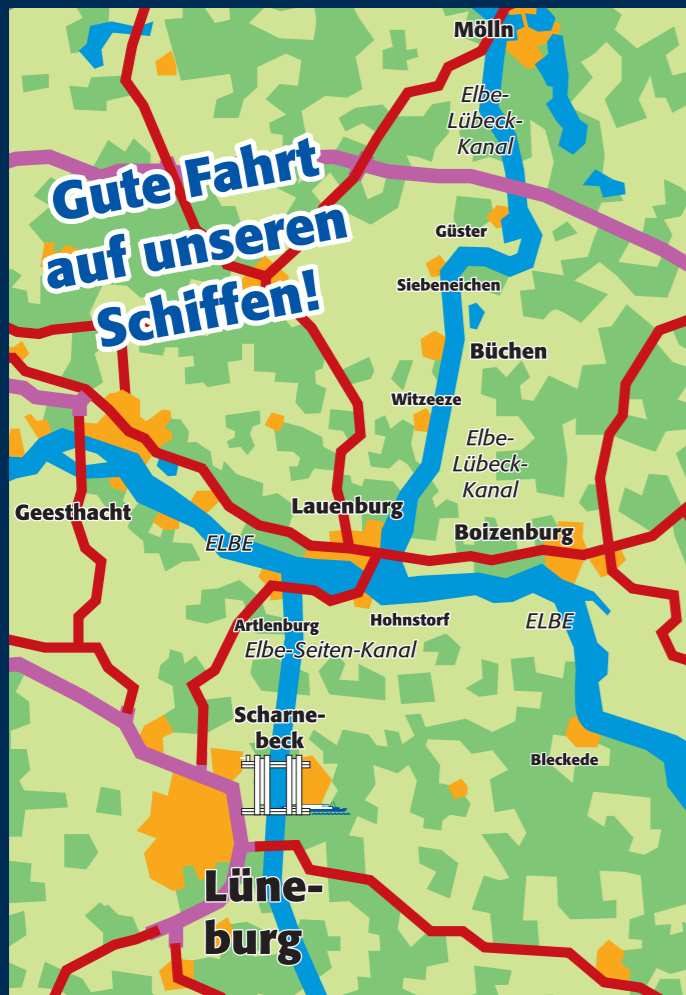 Mölln
Elbe-
Lübeck-
Kanal
Gute Fahrt
auf unseren
Schiffen!
Güster
Siebeneichen
Büchen
Witzeeze
Elbe-
Lübeck-
Kanal
Geesthacht
Lauenburg
Boizenburg
ELBE
Artlenburg
Hohnstorf
ELBE
Elbe-Seiten-Kanal
Scharne-
beck
Bleckede
Lüne-
burg